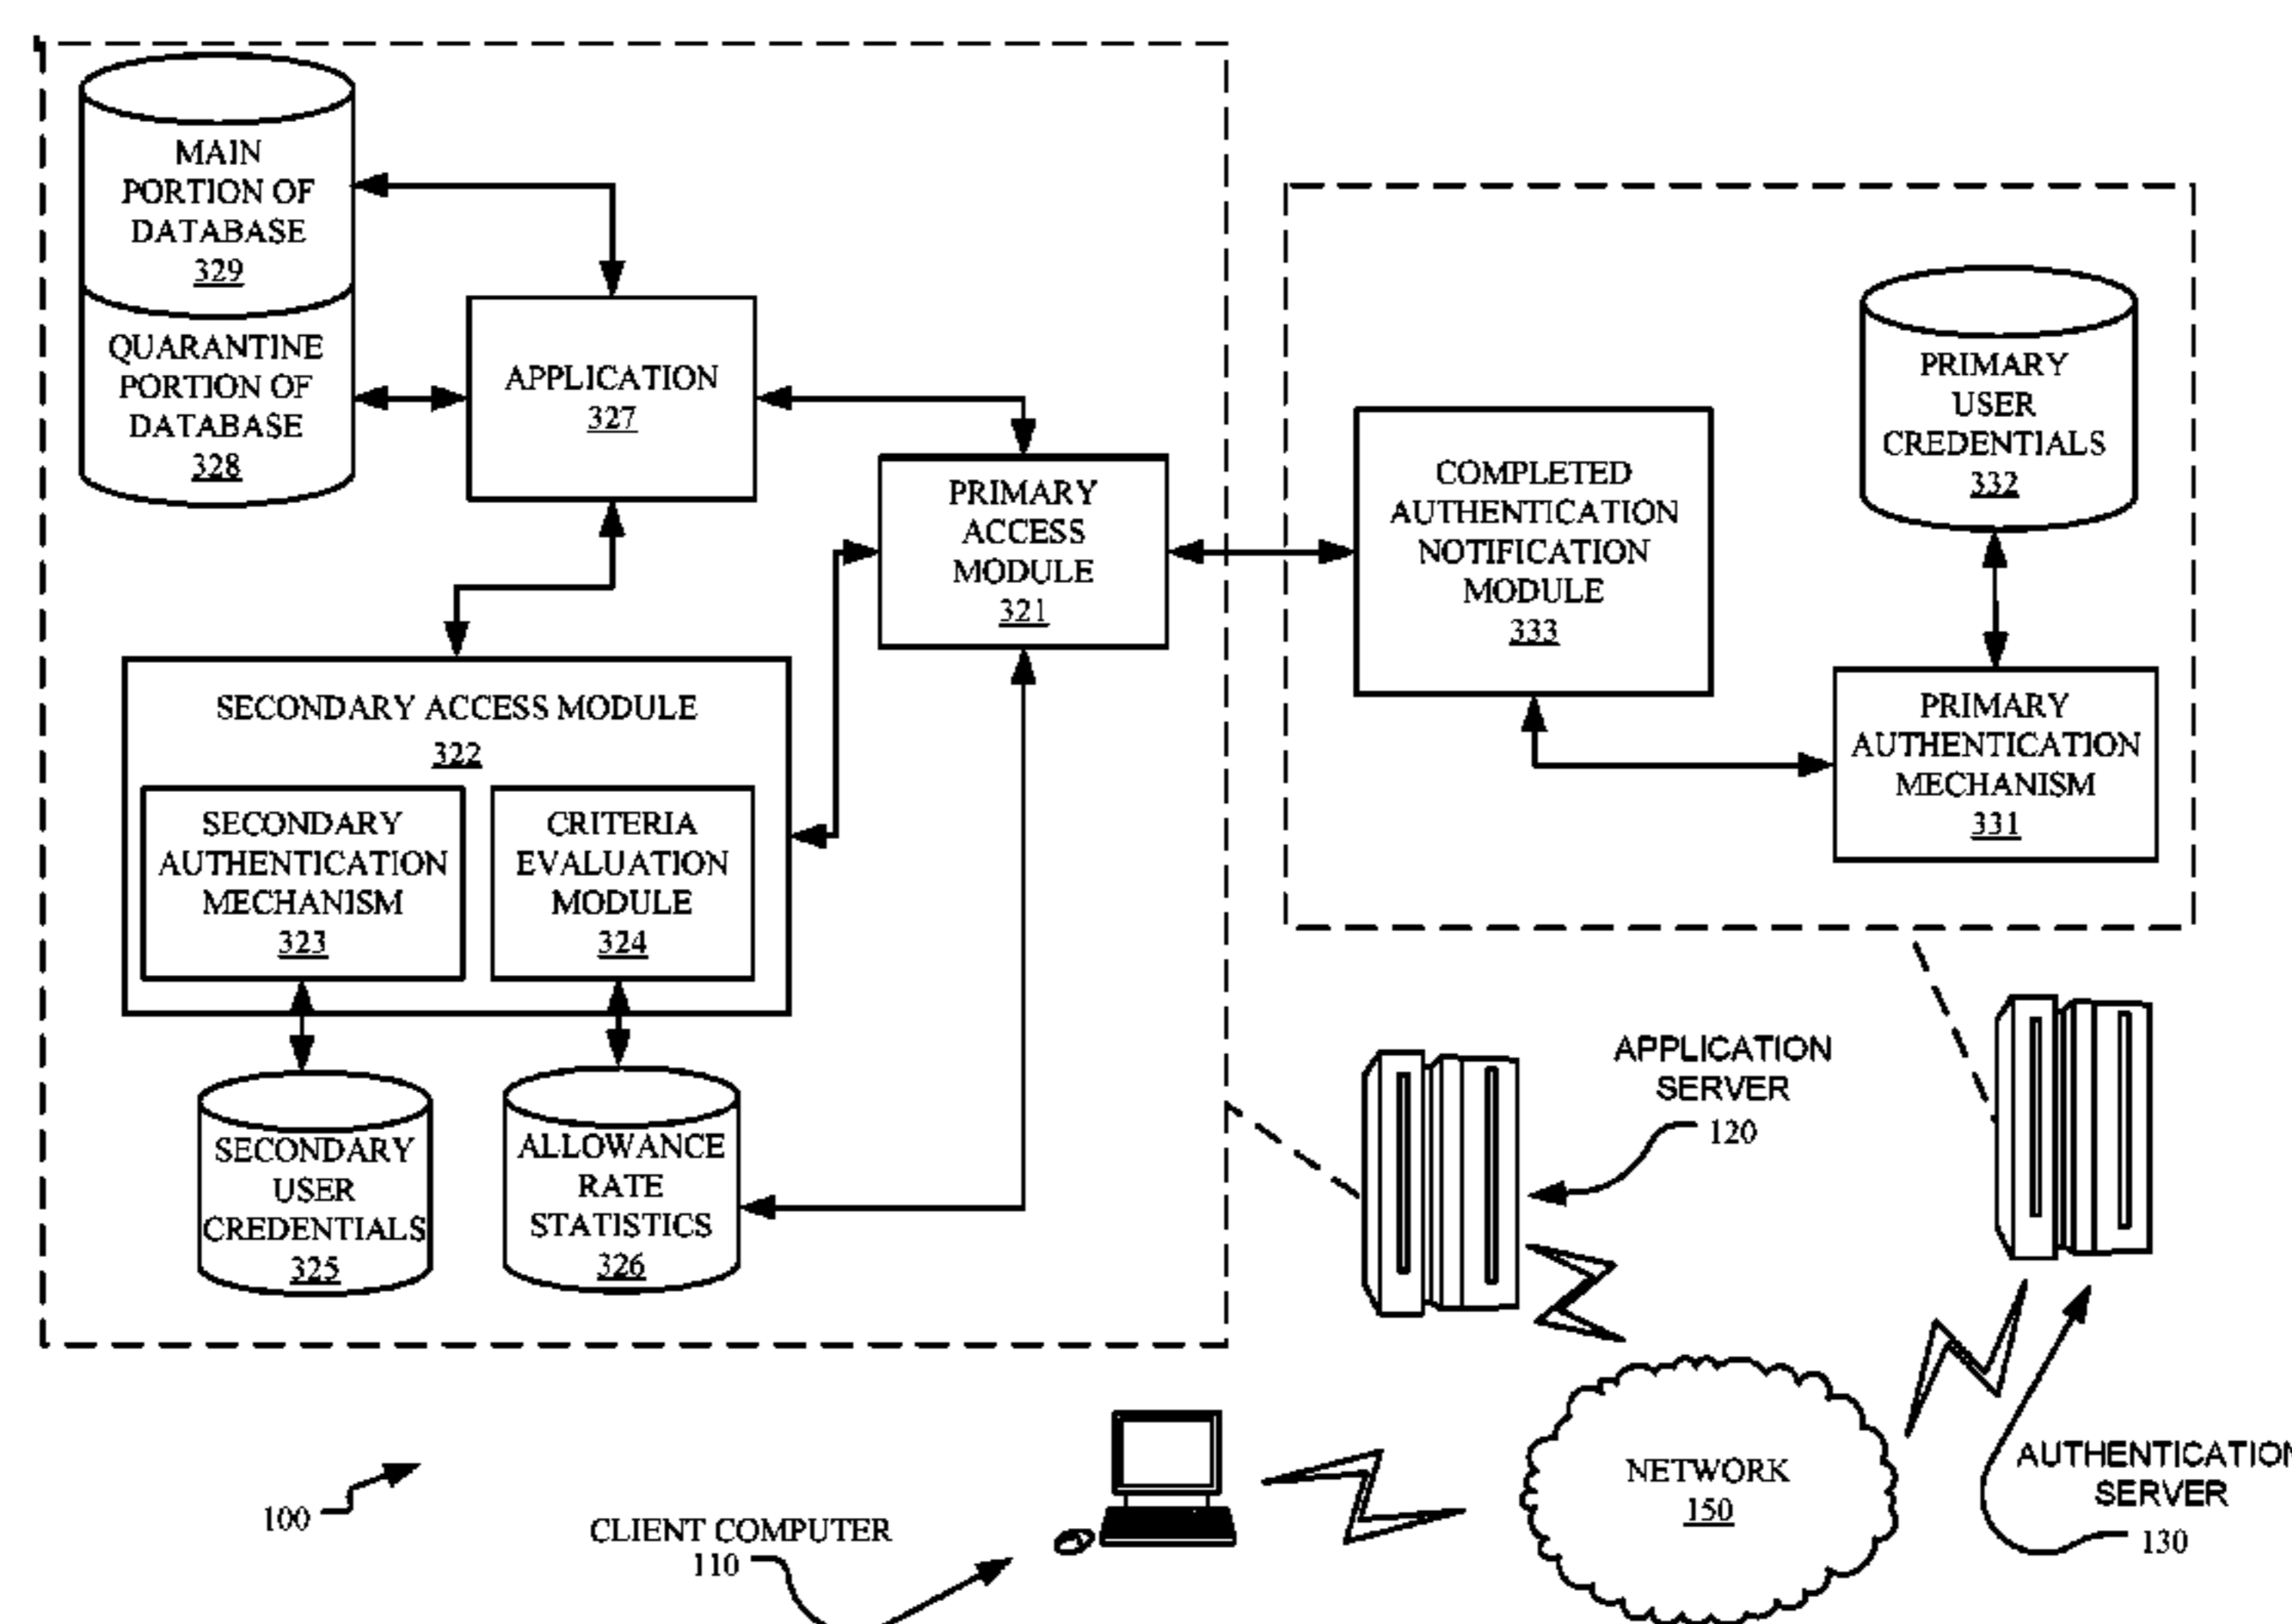 MAIN
PORTION OF
DATABASE
329
QUARANTINE
PORTION OF
DATABASE
328
APPLICATION
327
PRIMARY
ACCESS
MODULE
321
SECONDARY ACCESS MODULE
322
SECONDARY
AUTHENTICATION
MECHANISM
323
CRITERIA
EVALUATION
MODULE
324
SECONDARY
USER
CREDENTIALS
325
ALLOWANCE
RATE
STATISTICS
326
COMPLETED
AUTHENTICATION
NOTIFICATION
MODULE
333
PRIMARY
USER
CREDENTIALS
332
PRIMARY
AUTHENTICATION
MECHANISM
331
APPLICATION
SERVER
120
AUTHENTICATION
SERVER
130
NETWORK
150
100
CLIENT COMPUTER
110